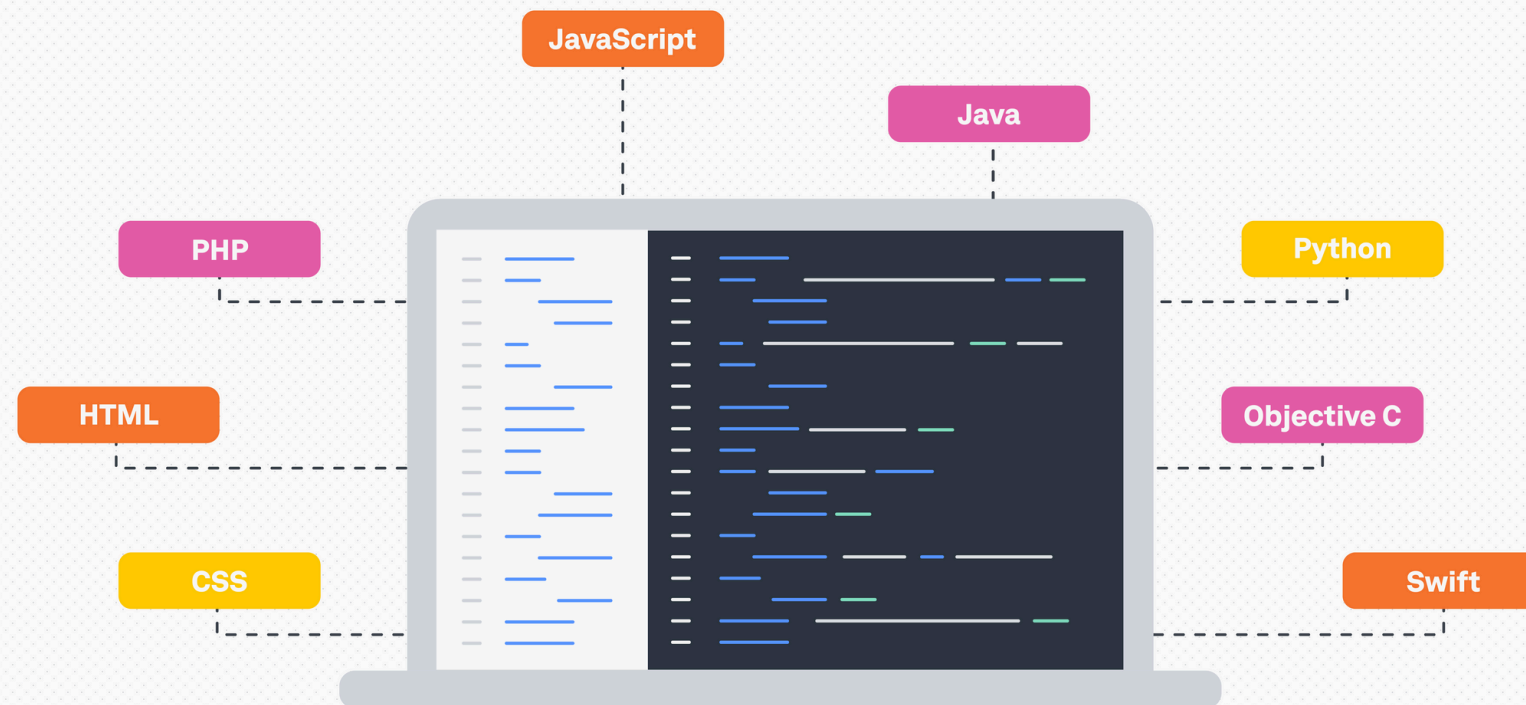 JavaScript
Java
PHP
Python
HTML
Objective C
CSS
Swift